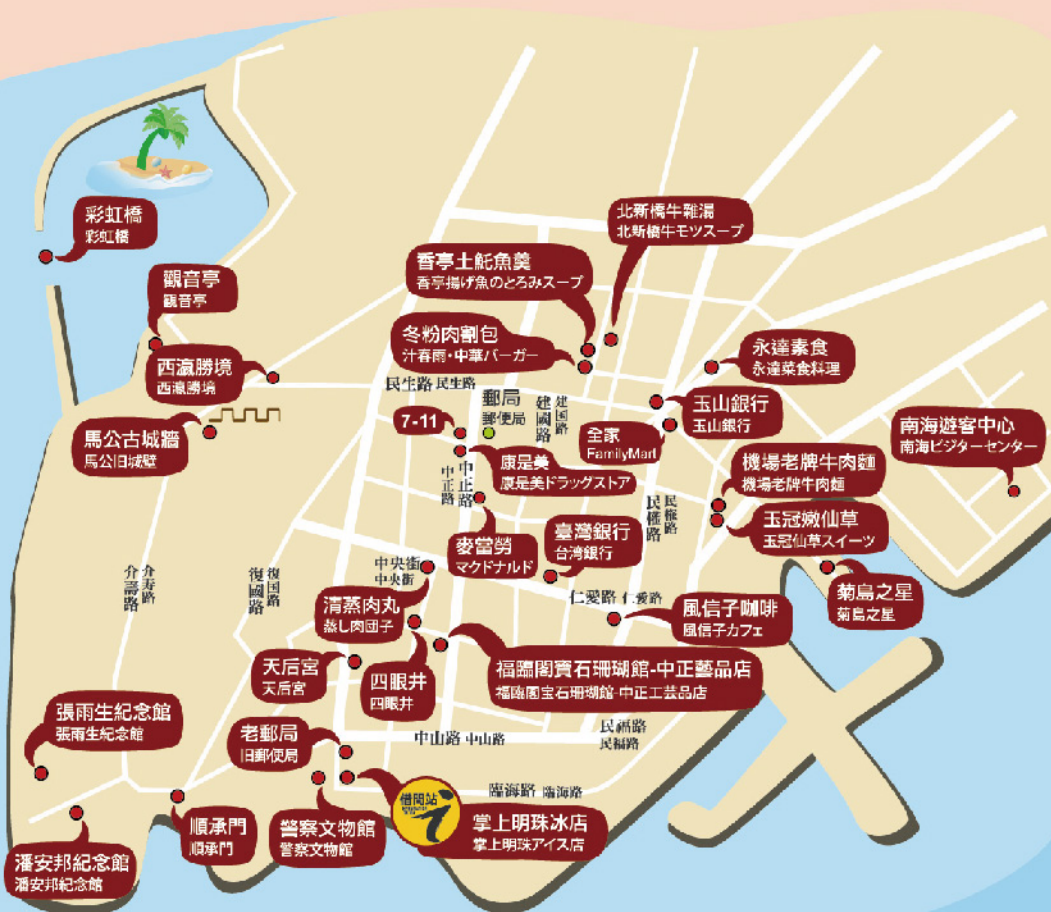 北新橋牛雜湯
北新橋牛モツスープ
彩虹橋
彩虹橋
香亭土魠魚羹
香亭揚げ魚のとろみスープ
觀音亭
觀音亭
冬粉肉割包
汁春雨・中華バーガー
永達素食
永達菜食料理
西瀛勝境
西瀛勝境
民生路 民生路
郵局
郵便局
建國路
建国路
玉山銀行
玉山銀行
7-11
全家
FamilyMart
南海遊客中心
南海ビジターセンター
馬公古城牆
馬公旧城壁
康是美
康是美ドラッグストア
機場老牌牛肉麵
機場老牌牛肉麵
中正路
中正路
民權路
民權路
玉冠嫩仙草
玉冠仙草スイーツ
麥當勞
マクドナルド
臺灣銀行
台湾銀行
中央街
中央街
介壽路
介寿路
復國路
復国路
菊島之星
菊島之星
清蒸肉丸
蒸し肉団子
仁愛路 仁愛路
風信子咖啡
風信子カフェ
天后宮
天后宮
四眼井
四眼井
福臨閣寶石珊瑚館-中正藝品店
福臨閣宝石珊瑚館-中正工芸品店
張雨生紀念館
張雨生紀念館
老郵局
旧郵便局
中山路 中山路
民福路
民福路
臨海路 臨海路
借問站
掌上明珠冰店
掌上明珠アイス店
順承門
順承門
警察文物館
警察文物館
潘安邦紀念館
潘安邦紀念館